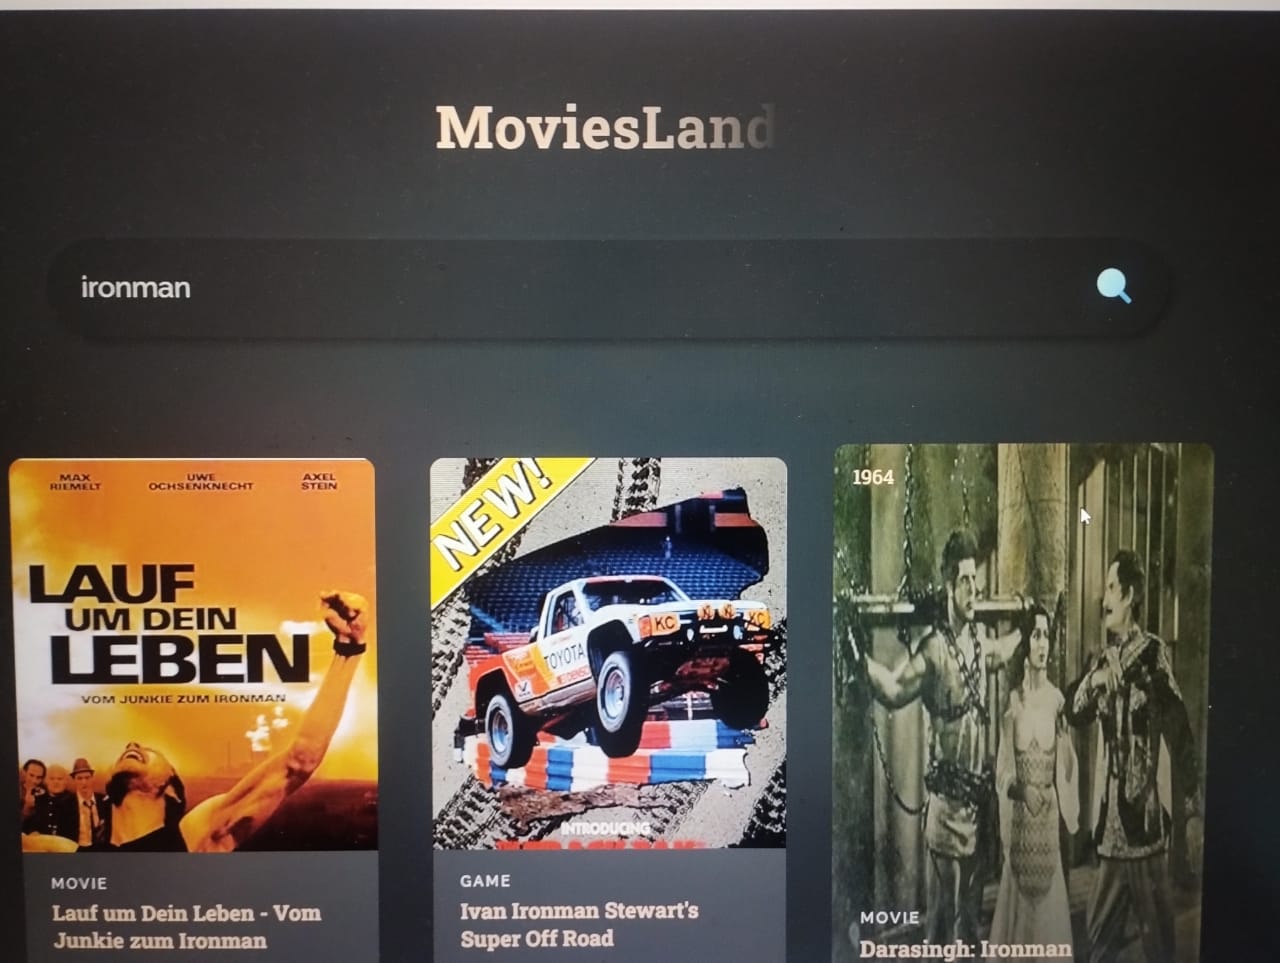 MoviesLand
ironman
MAX RIEMELT
UWE OCHSENKNECHT
AXEL STEIN
LAUF
UM DEIN
LEBEN
VOM JUNKIE ZUM IRONMAN
MOVIE
Lauf um Dein Leben - Vom
Junkie zum Ironman
NEW!
KC
KC
TOYOTA
INTRODUCING
GAME
Ivan Ironman Stewart's
Super Off Road
1964
MOVIE
Darasingh: Ironman